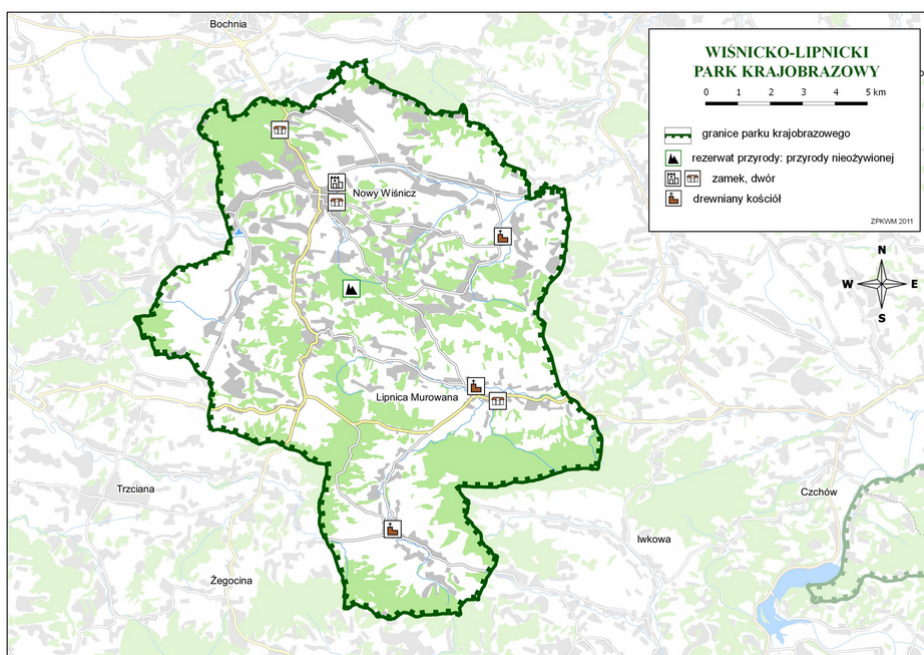 Bochnia
WIŚNICKO-LIPNICKI
PARK KRAJOBRAZOWY
0 1 2 3 4 5 km
granice parku krajobrazowego
rezerwat przyrody: przyrody nieożywionej
zamek, dwór
drewniany kościół
ZPKWM 2011
Nowy Wiśnicz
N
W E
S
Lipnica Murowana
Trzciana
Czchów
Iwkowa
Żegocina